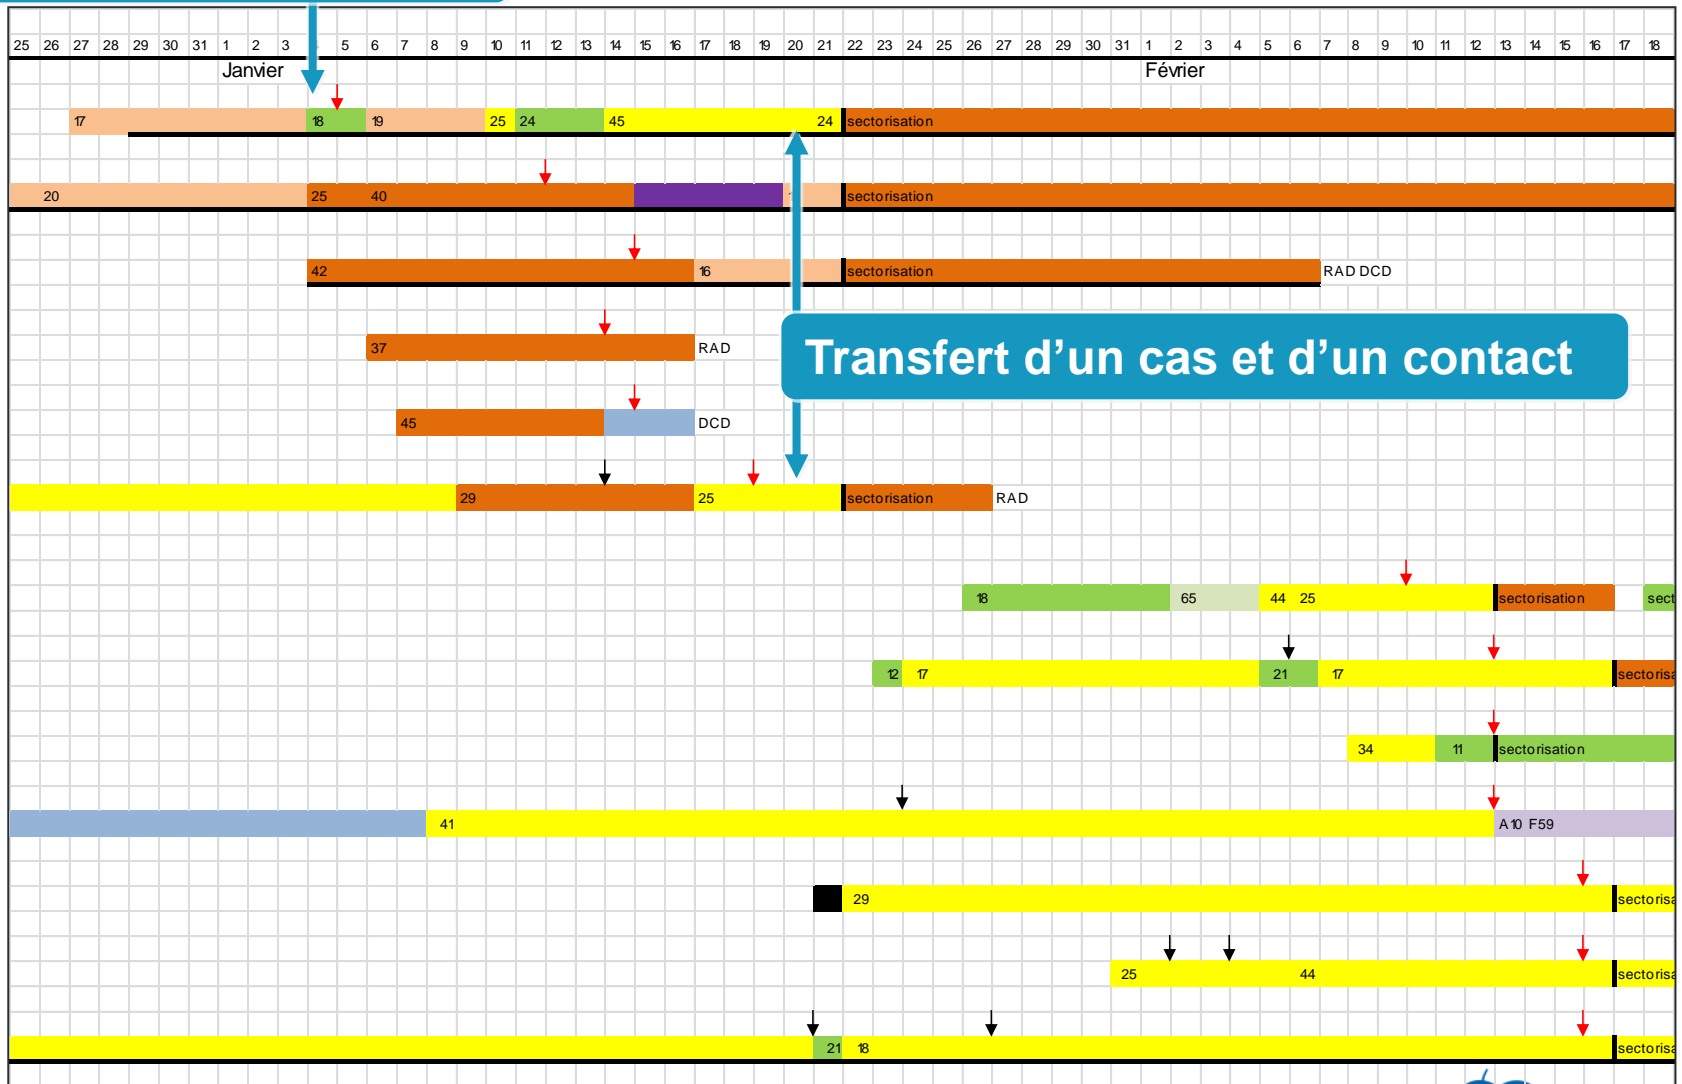 25 26 27 28 29 30 31 1 2 3 5 6 7 8 9 10 11 12 13 14 15 16 17 18 19 20 21 22 23 24 25 26 27 28 29 30 31 1 2 3 4 5 6 7 8 9 10 11 12 13 14 15 16 17 18
Janvier Février
17 18 19 25 24 45 24 sectorisation
20 25 40 sectorisation
42 16 sectorisation RAD DCD
37 RAD
Transfert d’un cas et d’un contact
45 DCD
29 25 sectorisation RAD
18 65 44 25 sectorisation sect
12 17 21 17 sectorisa
34 11 sectorisation
41 A10 F59
29 sectorisa
25 44 sectorisa
21 18 sectorisa